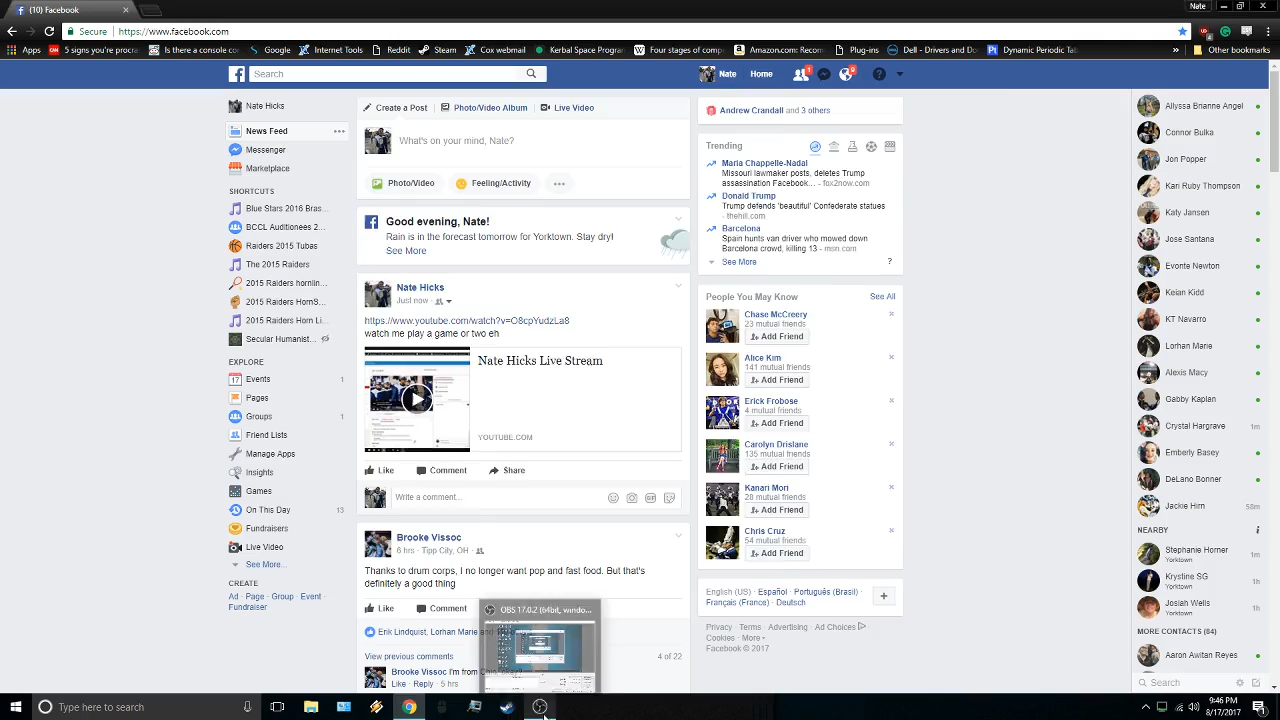 (10) Facebook
Nate
Secure
https://www.facebook.com
Apps
5 signs you're procra
Is there a convenien
Google
Internet Tools
Reddit
Steam
Cox webmail
Kerbal Space Program
Four stages of compe
Amazon.com: Recomm
Plug-ins
Dell - Drivers and Do
Dynamic Periodic Tab
»
Other bookmarks
Search
Nate
Home
Nate Hicks
News Feed
Messenger
Marketplace
SHORTCUTS
Blue Stars 2016 Bras...
BCCL Auditionees 2...
Raiders 2015 Tubas
The 2015 Raiders
2015 Raiders hornlin...
2015 Raiders HornS...
2015 Raiders Horn Li...
Secular Humanist...
EXPLORE
Events 1
Pages
Groups 1
Friend Lists
Manage Apps
Insights
Games
On This Day 13
Fundraisers
Live Video
See More...
CREATE
Ad · Page · Group · Event ·
Fundraiser
Create a Post
Photo/Video Album
Live Video
What's on your mind, Nate?
Photo/Video
Feeling/Activity
Good evening, Nate!
Rain is in the forecast tomorrow for Yorktown. Stay dry!
See More
Nate Hicks
Just now ·
https://www.youtube.com/watch?v=O8cpYudzLa8
watch me play a game or two eh
Nate Hicks Live Stream
YOUTUBE.COM
Like
Comment
Share
Write a comment...
Brooke Vissoc
6 hrs · Tipp City, OH ·
Thanks to drum corps, I no longer want pop and fast food. But that's
definitely a good thing
Like
Comment
OBS 17.0.2 (64bit, windo...
Erik Lindquist, Lorhan Marie and
View previous comments
4 of 22
Brooke Vissoc I'm from
Like · Reply · 5 hrs
Andrew Crandall and 3 others
Trending
Maria Chappelle-Nadal
Missouri lawmaker posts, deletes Trump
assassination Facebook... - fox2now.com
Donald Trump
Trump defends 'beautiful' Confederate statues
- thehill.com
Barcelona
Spain hunts van driver who mowed down
Barcelona crowd, killing 13 - msn.com
See More
?
People You May Know
See All
Chase McCreery
23 mutual friends
Add Friend
Alice Kim
141 mutual friends
Add Friend
Erick Frobose
4 mutual friends
Add Friend
Carolyn Drislane
135 mutual friends
Add Friend
Kanari Mori
28 mutual friends
Add Friend
Chris Cruz
54 mutual friends
Add Friend
English (US) · Español · Português (Brasil) ·
Français (France) · Deutsch
Privacy · Terms · Advertising · Ad Choices
Cookies · More
Facebook © 2017
Allyssa Brianne Angel
Connor Bulka
Jon Popper
Kari Ruby Thompson
Katy Jansen
Jose Santana
Evonte Newton
Keian Kidd
KT Navarro
Lorhan Marie
Alexis Macy
Gabby Kaplan
Crystal Hargrave 1m
Emberly Basey
DeLano Bonner
Jackie Hirn 58m
NEARBY
Stephanie Horner
Yorktown
Krystine SG 1h
Yorktown
Josiah Wells 1h
Yorktown
MORE CONTACTS (84)
Aaron Awitan Reyes
Search
Type here to search
9:46 PM
8/17/2017